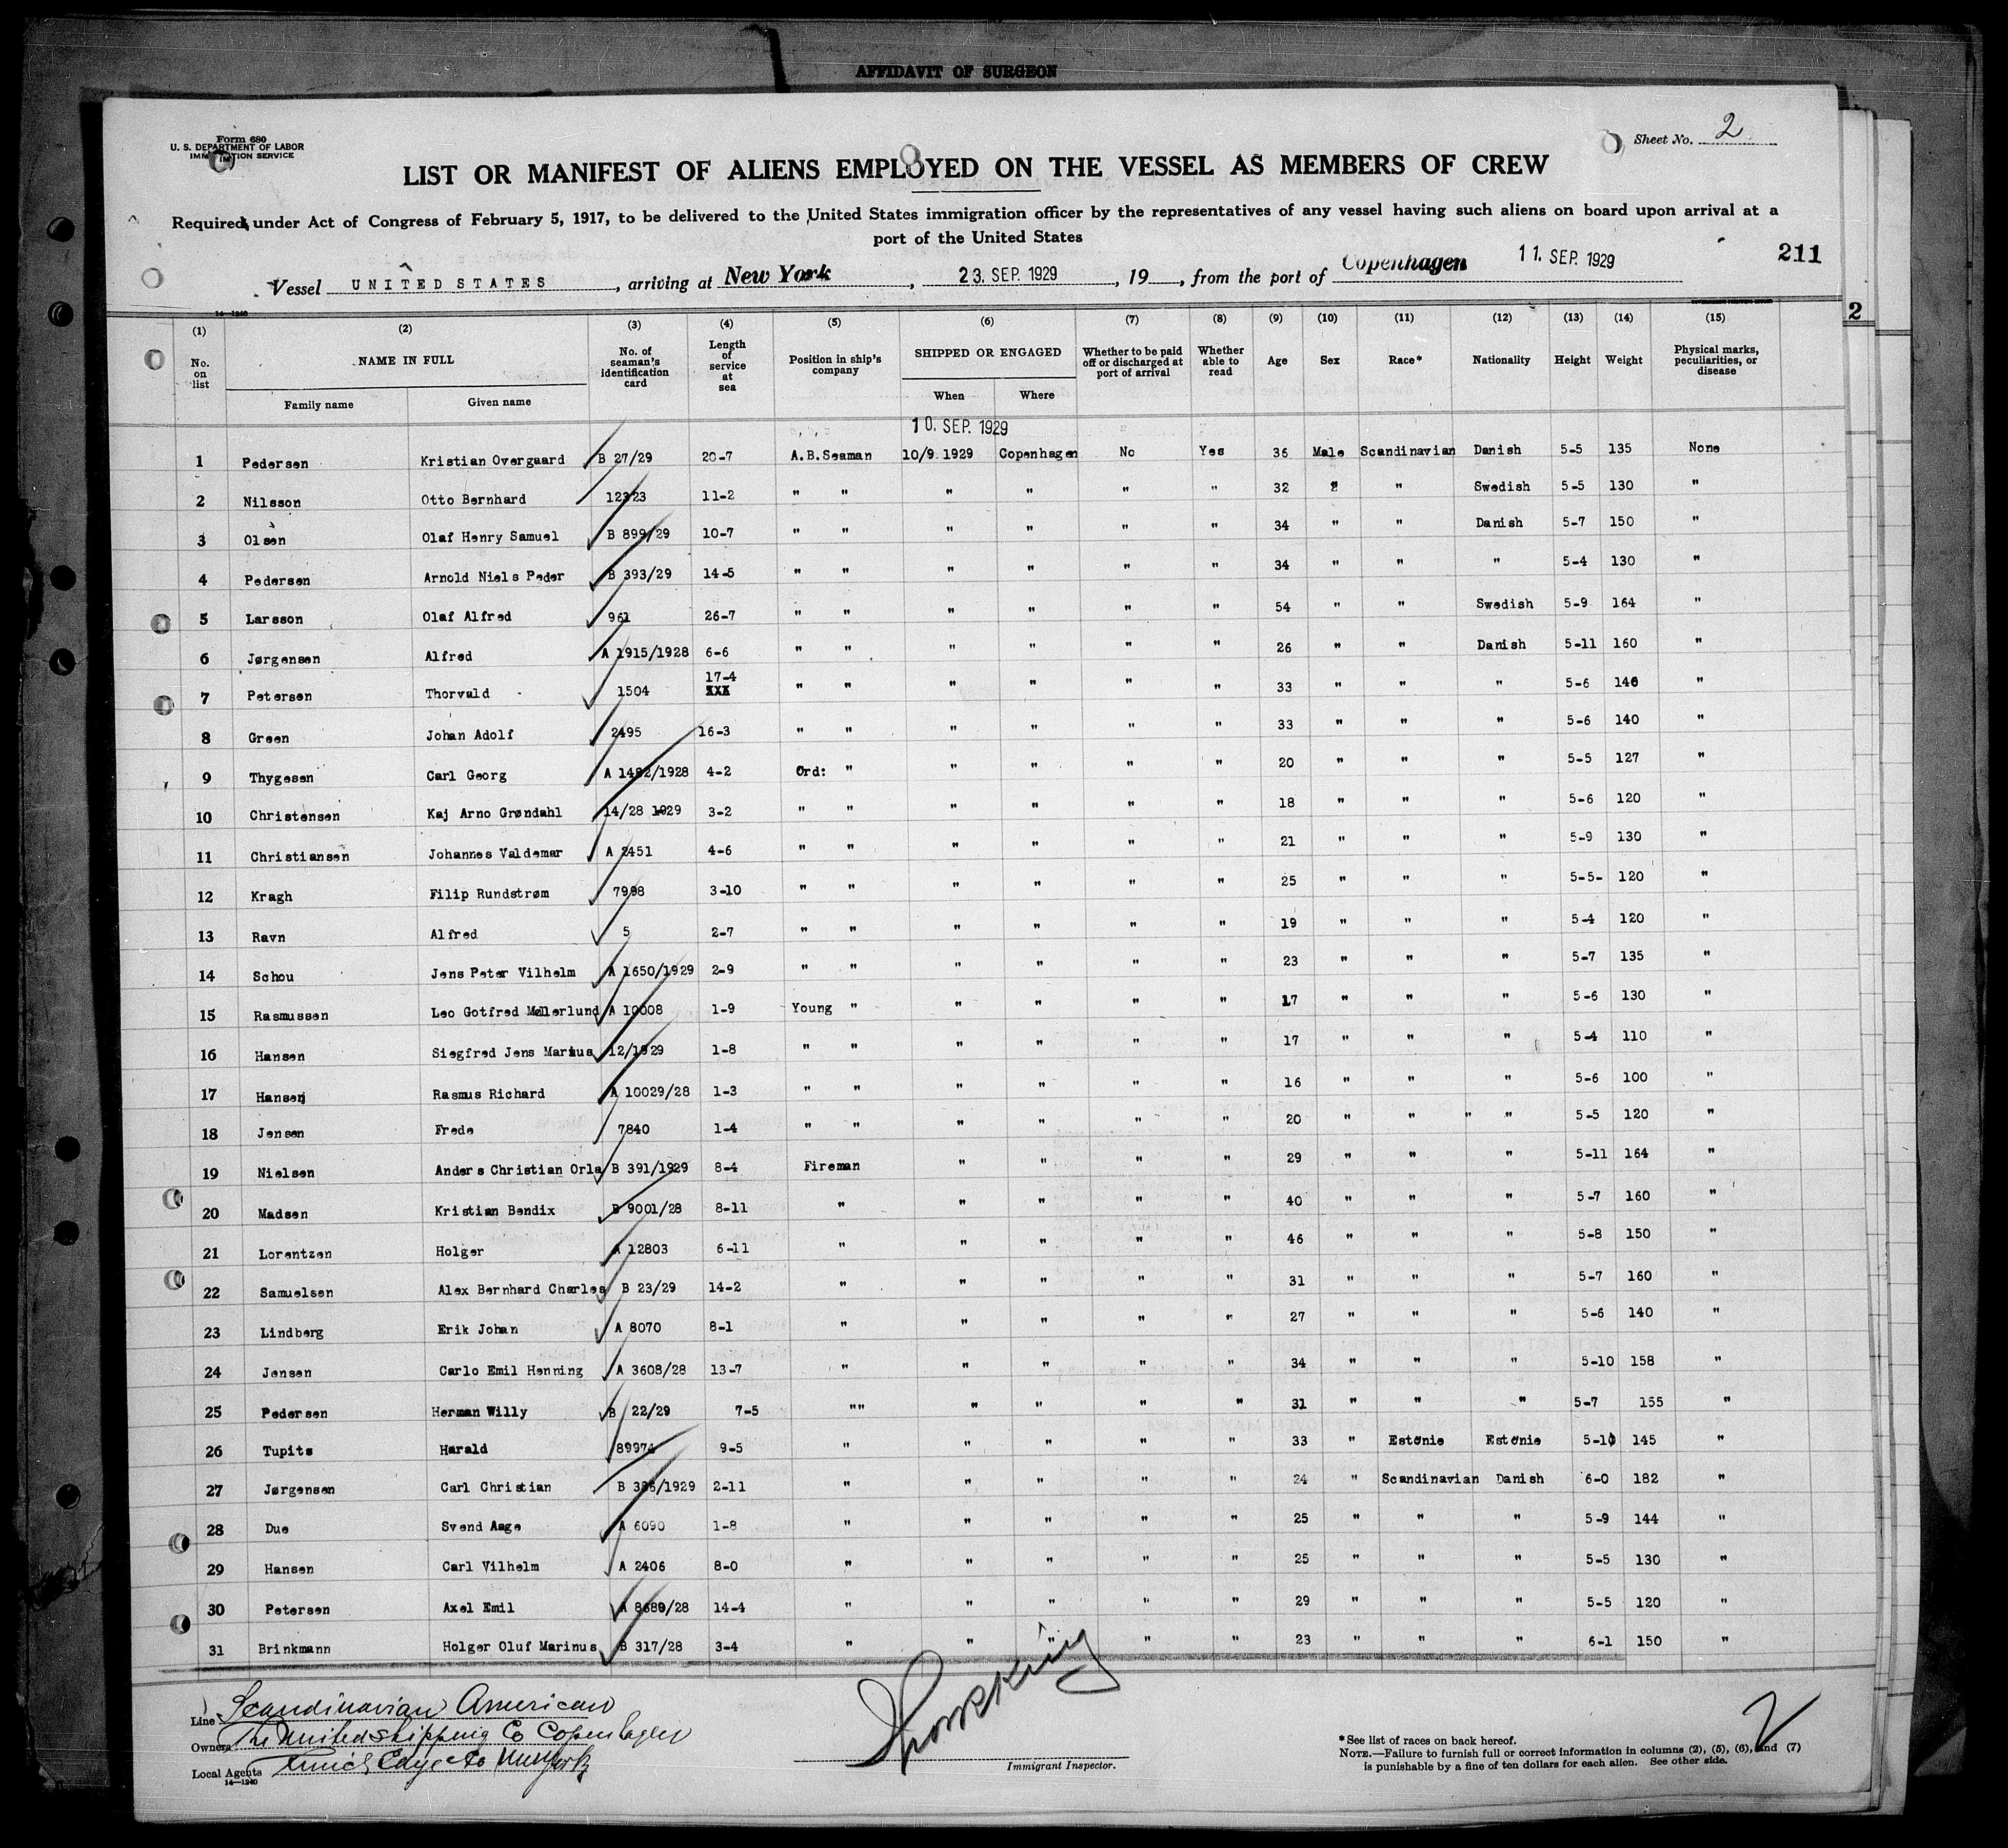 AFFIDAVIT OF SURGEON
Form 680
U. S. DEPARTMENT OF LABOR
IMMIGRATION SERVICE
Sheet No. 2
LIST OR MANIFEST OF ALIENS EMPLOYED ON THE VESSEL AS MEMBERS OF CREW
Required under Act of Congress of February 5, 1917, to be delivered to the United States immigration officer by the representatives of any vessel having such aliens on board upon arrival at a
port of the United States
211
Vessel UNITED STATES, arriving at New York, 23. SEP. 1929, 19 , from the port of Copenhagen 11. SEP. 1929
14—1240
2
(1) (2) (3) (4) (5) (6) (7) (8) (9) (10) (11) (12) (13) (14) (15)
No. on list NAME IN FULL Family name Given name No. of seaman's identification card Length of service at sea Position in ship's company SHIPPED OR ENGAGED When Where Whether to be paid off or discharged at port of arrival Whether able to read Age Sex Race* Nationality Height Weight Physical marks, peculiarities, or disease
10. SEP. 1929
1 Pedersen Kristian Overgaard B 27/29 20-7 A.B.Seaman 10/9 1929 Copenhagen No Yes 36 Male Scandinavian Danish 5-5 135 None
2 Nilsson Otto Bernhard 12323 11-2 " " " " " " 32 " " Swedish 5-5 130 "
3 Olsen Olaf Henry Samuel B 899/29 10-7 " " " " " " 34 " " Danish 5-7 150 "
4 Pedersen Arnold Niels Peder B 393/29 14-5 " " " " " " 34 " " " 5-4 130 "
5 Larsson Olaf Alfred 961 26-7 " " " " " " 54 " " Swedish 5-9 164 "
6 Jørgensen Alfred A 1915/1928 6-6 " " " " " " 26 " " Danish 5-11 160 "
7 Petersen Thorvald 1504 17-4 XXX " " " " " " 33 " " " 5-6 146 "
8 Green Johan Adolf 2495 16-3 " " " " " " 33 " " " 5-6 140 "
9 Thygesen Carl Georg A 1482/1928 4-2 Ord: " " " " " 20 " " " 5-5 127 "
10 Christensen Kaj Arno Grøndahl 14/28 1929 3-2 " " " " " " 18 " " " 5-6 120 "
11 Christiansen Johannes Valdemar A 2451 4-6 " " " " " " 21 " " " 5-9 130 "
12 Kragh Filip Rundstrøm 7998 3-10 " " " " " " 25 " " " 5-5- 120 "
13 Ravn Alfred 5 2-7 " " " " " " 19 " " " 5-4 120 "
14 Schou Jens Peter Vilhelm A 1650/1929 2-9 " " " " " " 23 " " " 5-7 135 "
15 Rasmussen Leo Gotfred Møllerlund A 10008 1-9 Young " " " " " 17 " " " 5-6 130 "
16 Hansen Siegfred Jens Marius 12/1929 1-8 " " " " " " 17 " " " 5-4 110 "
17 Hansen Rasmus Richard A 10029/28 1-3 " " " " " " 16 " " " 5-6 100 "
18 Jensen Frede 7840 1-4 " " " " " " 20 " " " " 5-5 120 "
19 Nielsen Anders Christian Orla B 391/1929 8-4 Fireman " " " " 29 " " " 5-11 164 "
20 Madsen Kristian Bendix B 9001/28 8-11 " " " " " 40 " " " 5-7 160 "
21 Lorentzen Holger A 12803 6-11 " " " " " 46 " " " 5-8 150 "
22 Samuelsen Alex Bernhard Charles B 23/29 14-2 " " " " " 31 " " " 5-7 160 "
23 Lindberg Erik Johan A 8070 8-1 " " " " " 27 " " " 5-6 140 "
24 Jensen Carlo Emil Henning A 3608/28 13-7 " " " " " 34 " " " 5-10 158 "
25 Pedersen Herman Willy B 22/29 7-5 "" " " " " 31 " " " 5-7 155 "
26 Tupits Harald 89974 9-5 " " " " " 33 " Estonie Estonie 5-10 145 "
27 Jørgensen Carl Christian B 386/1929 2-11 " " " " " 24 " Scandinavian Danish 6-0 182 "
28 Due Svend Aage A 6090 1-8 " " " " " 25 " " " 5-9 144 "
29 Hansen Carl Vilhelm A 2406 8-0 " " " " " 25 " " " 5-5 130 "
30 Petersen Axel Emil A 8689/28 14-4 " " " " " 29 " " " 5-5 120 "
31 Brinkmann Holger Oluf Marinus B 317/28 3-4 " " " " " 23 " " " 6-1 150 "
Line Scandinavian American
Owners The United shipping Co Copenhagen
Local Agents
14—1240
Immigrant Inspector.
2
*See list of races on back hereof.
NOTE.—Failure to furnish full or correct information in columns (2), (5), (6), and (7)
is punishable by a fine of ten dollars for each alien. See other side.